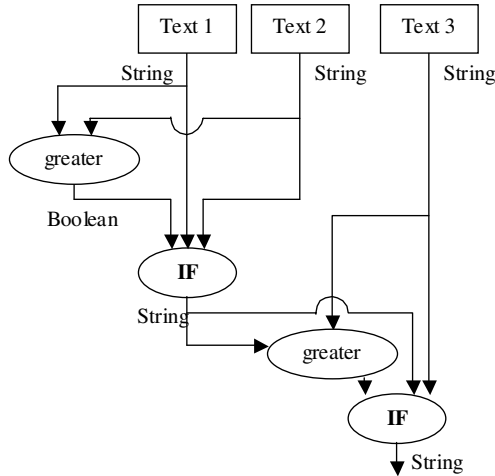 Text 1
Text 2
Text 3
String
String
String
greater
Boolean
IF
String
greater
IF
String